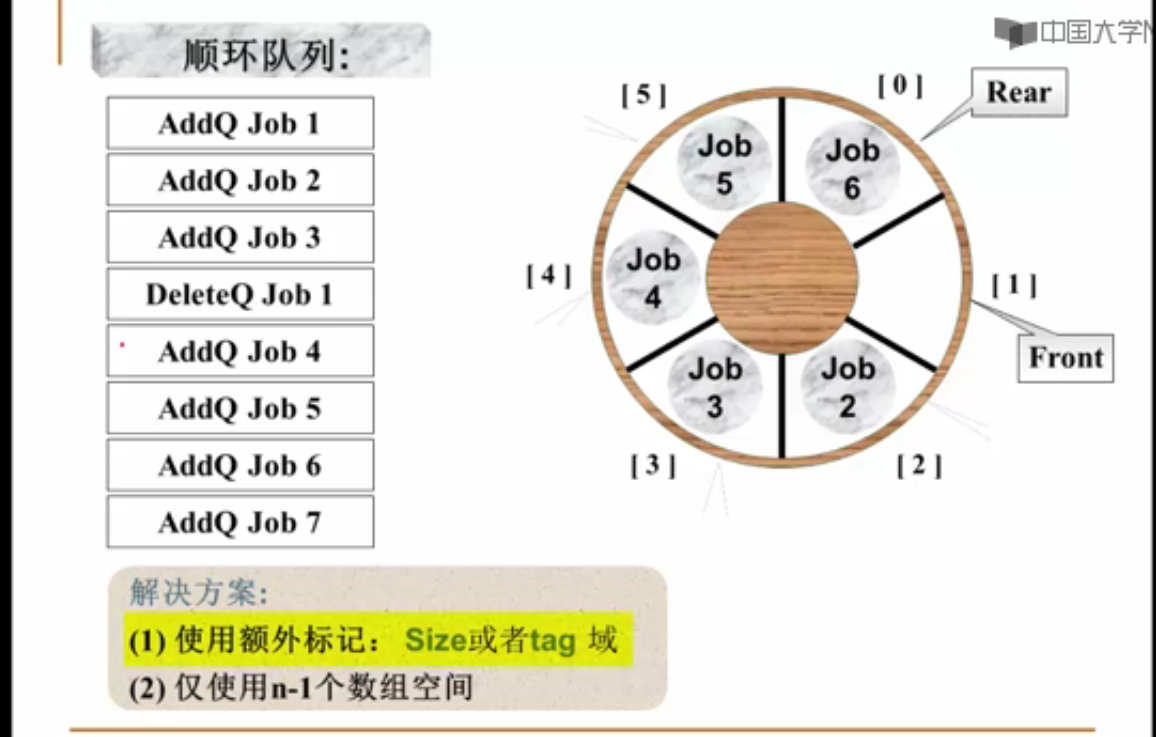 中国大学M
顺环队列:
AddQ Job 1
AddQ Job 2
AddQ Job 3
DeleteQ Job 1
AddQ Job 4
AddQ Job 5
AddQ Job 6
AddQ Job 7
[ 5 ]
[ 0 ]
Rear
Job
5
Job
6
[ 4 ]
Job
4
[ 1 ]
Front
Job
3
Job
2
[ 3 ]
[ 2 ]
解决方案:
(1) 使用额外标记： Size或者tag 域
(2) 仅使用n-1个数组空间